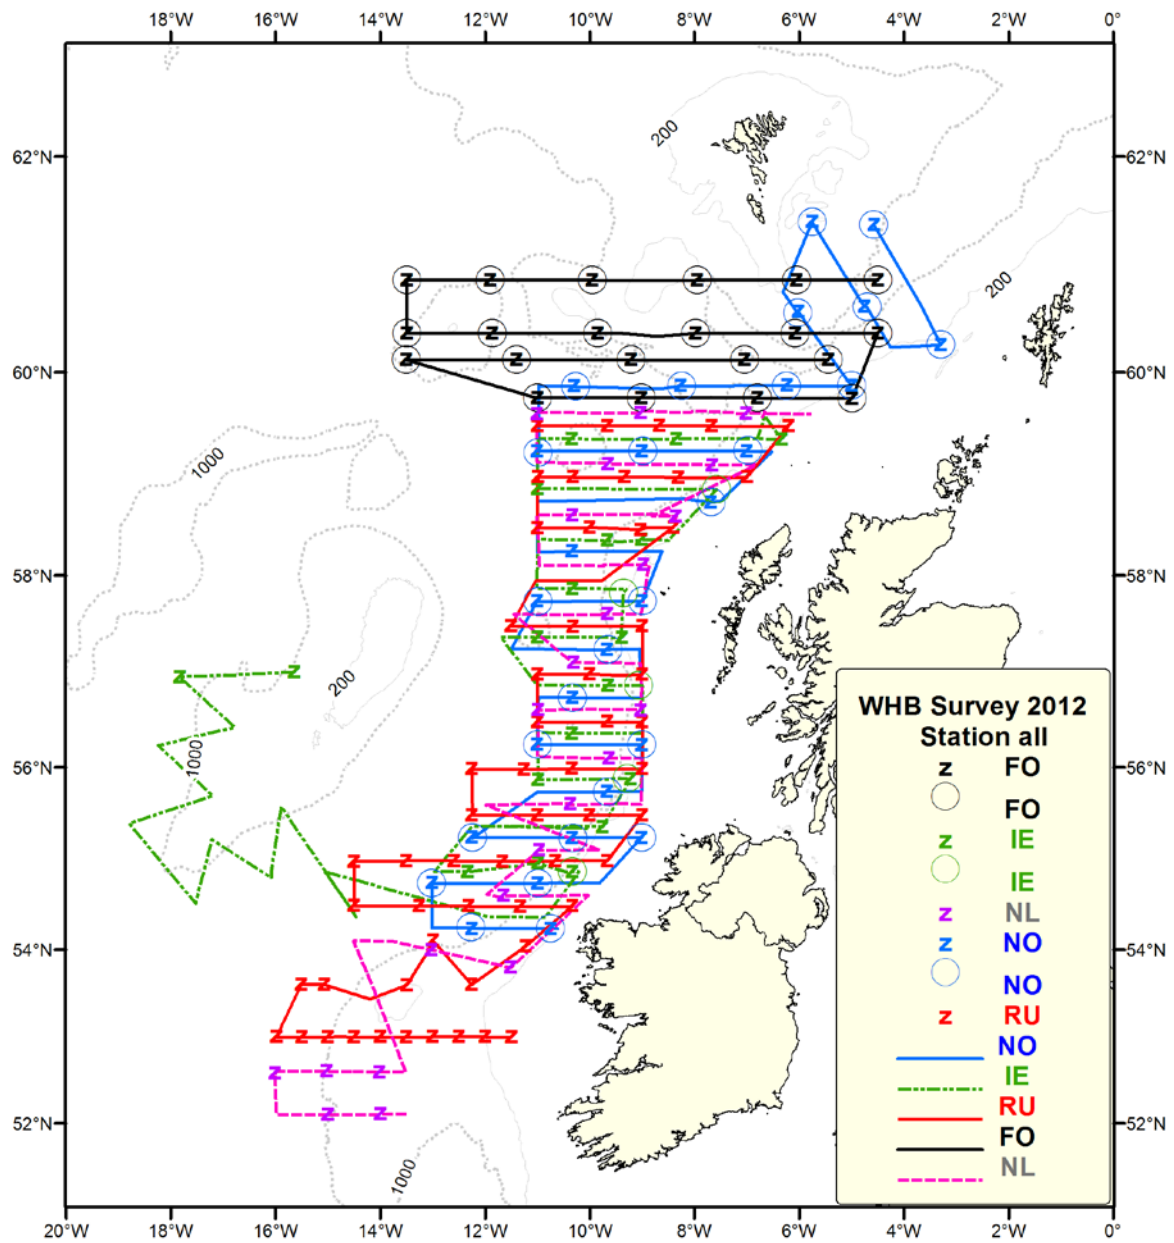 18°W 16°W 14°W 12°W 10°W 8°W 6°W 4°W 2°W 0°
62°N 62°N
200
200
60°N 60°N
1000
58°N 58°N
200
1000
56°N 56°N
54°N 54°N
52°N 52°N
1000
WHB Survey 2012
Station all
z FO
FO
z IE
IE
z NL
z NO
NO
z RU
NO
IE
RU
FO
NL
20°W 18°W 16°W 14°W 12°W 10°W 8°W 6°W 4°W 2°W 0°